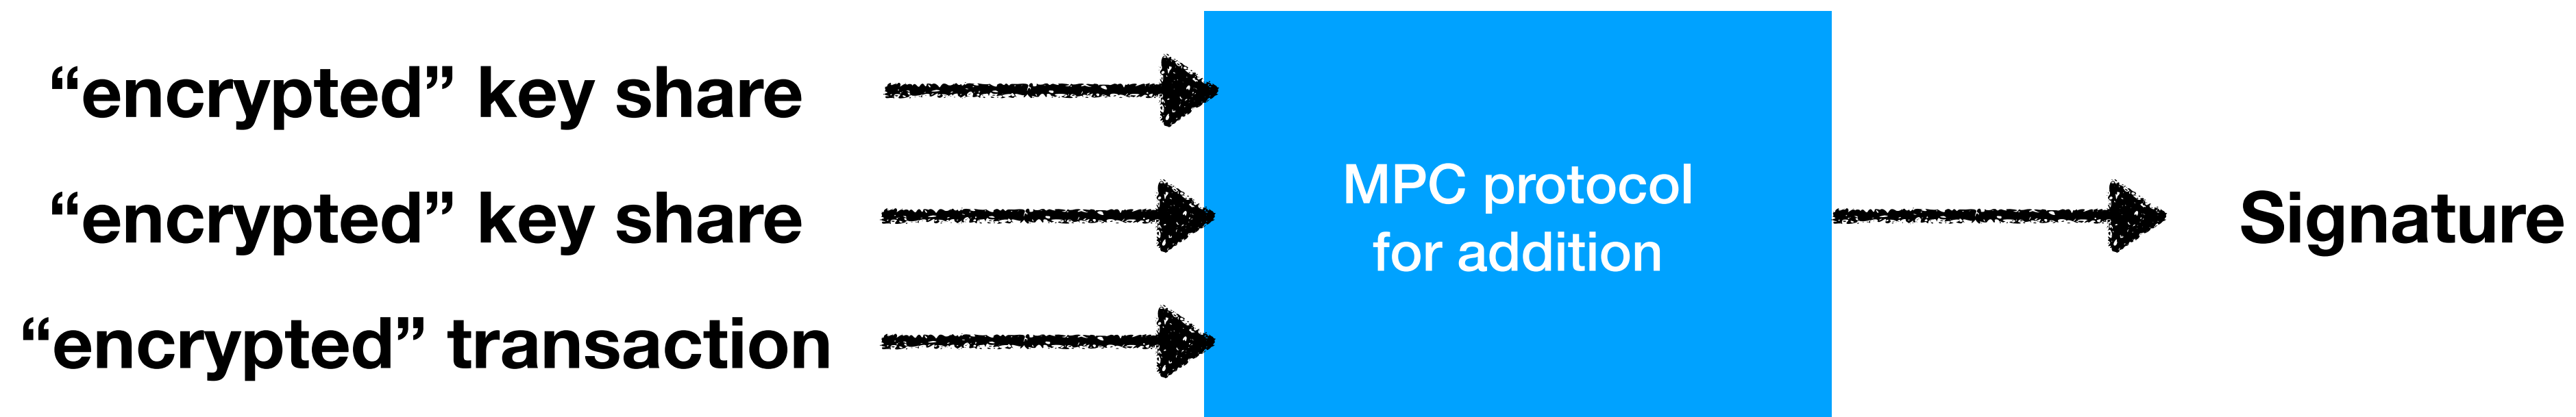 “encrypted” key share
“encrypted” key share
“encrypted” transaction
MPC protocol
for addition
Signature